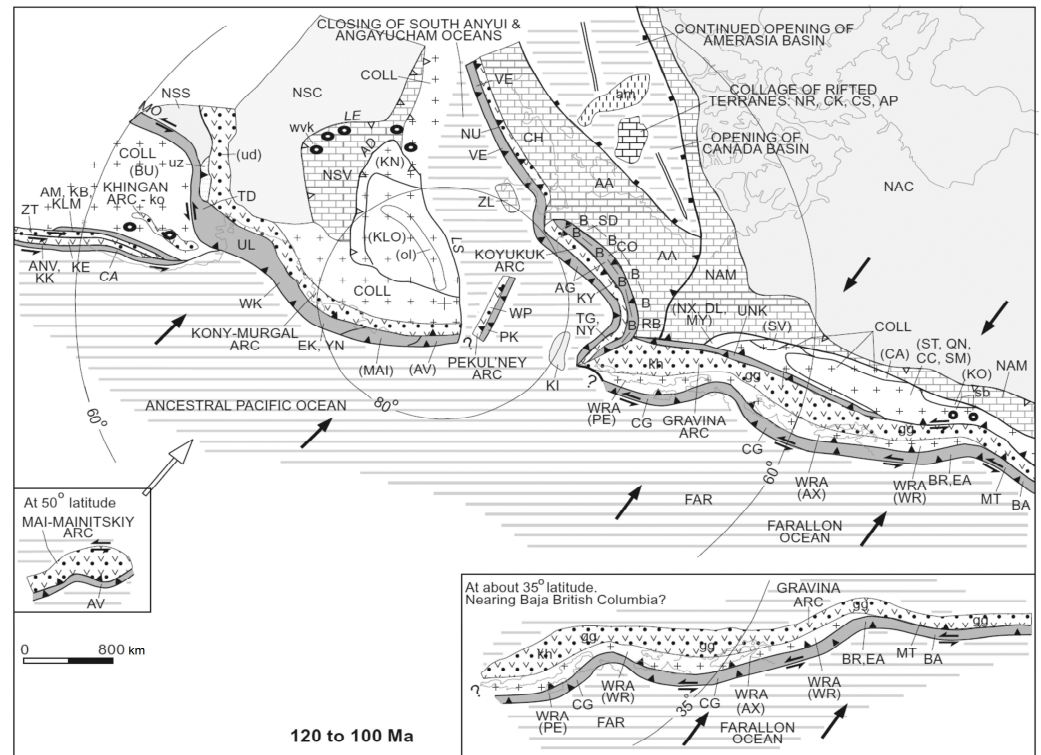 CLOSING OF SOUTH ANYUI &
ANGAYUCHAM OCEANS
CONTINUED OPENING OF
AMERASIA BASIN
COLLAGE OF RIFTED
TERRANES: NR, CK, CS, AP
OPENING OF
CANADA BASIN
am
NSS
MO
NSC
COLL
VE
NU
VE
CH
LE
wvk
AD
(KN)
NSV
COLL
(BU)
uz
(ud)
AM, KB,
KLM
KHINGAN
ARC - ko
TD
ZT
ANV,
KK
KE
CA
UL
WK
(KLO)
(ol)
LST
COLL
ZL
AA
NAC
KOYUKUK
ARC
B
SD
B
B
CO
B
B
B
B
AA
NAM
AG
KY
TG,
NY
RB
(NX, DL,
MY)
UNK
(SV)
COLL
(CA)
(ST, QN,
CC, SM)
(KO)
sb
NAM
KONY-MURGAL
ARC
EK, YN
(MAI)
(AV)
?
WP
PK
PEKUL'NEY
ARC
KI
?
kh
gg
gg
WRA
(PE)
CG
GRAVINA
ARC
CG
WRA
(AX)
WRA
(WR)
BR,EA
MT
BA
60°
80°
60°
ANCESTRAL PACIFIC OCEAN
FAR
FARALLON
OCEAN
At 50° latitude
MAI-MAINITSKIY
ARC
AV
0 800 km
120 to 100 Ma
At about 35° latitude.
Nearing Baja British Columbia?
GRAVINA
ARC
gg
gg
gg
gg
kh
?
WRA
(PE)
CG
WRA
(WR)
FAR
CG
35°
WRA
(AX)
WRA
(WR)
BR,EA
MT
BA
FARALLON
OCEAN